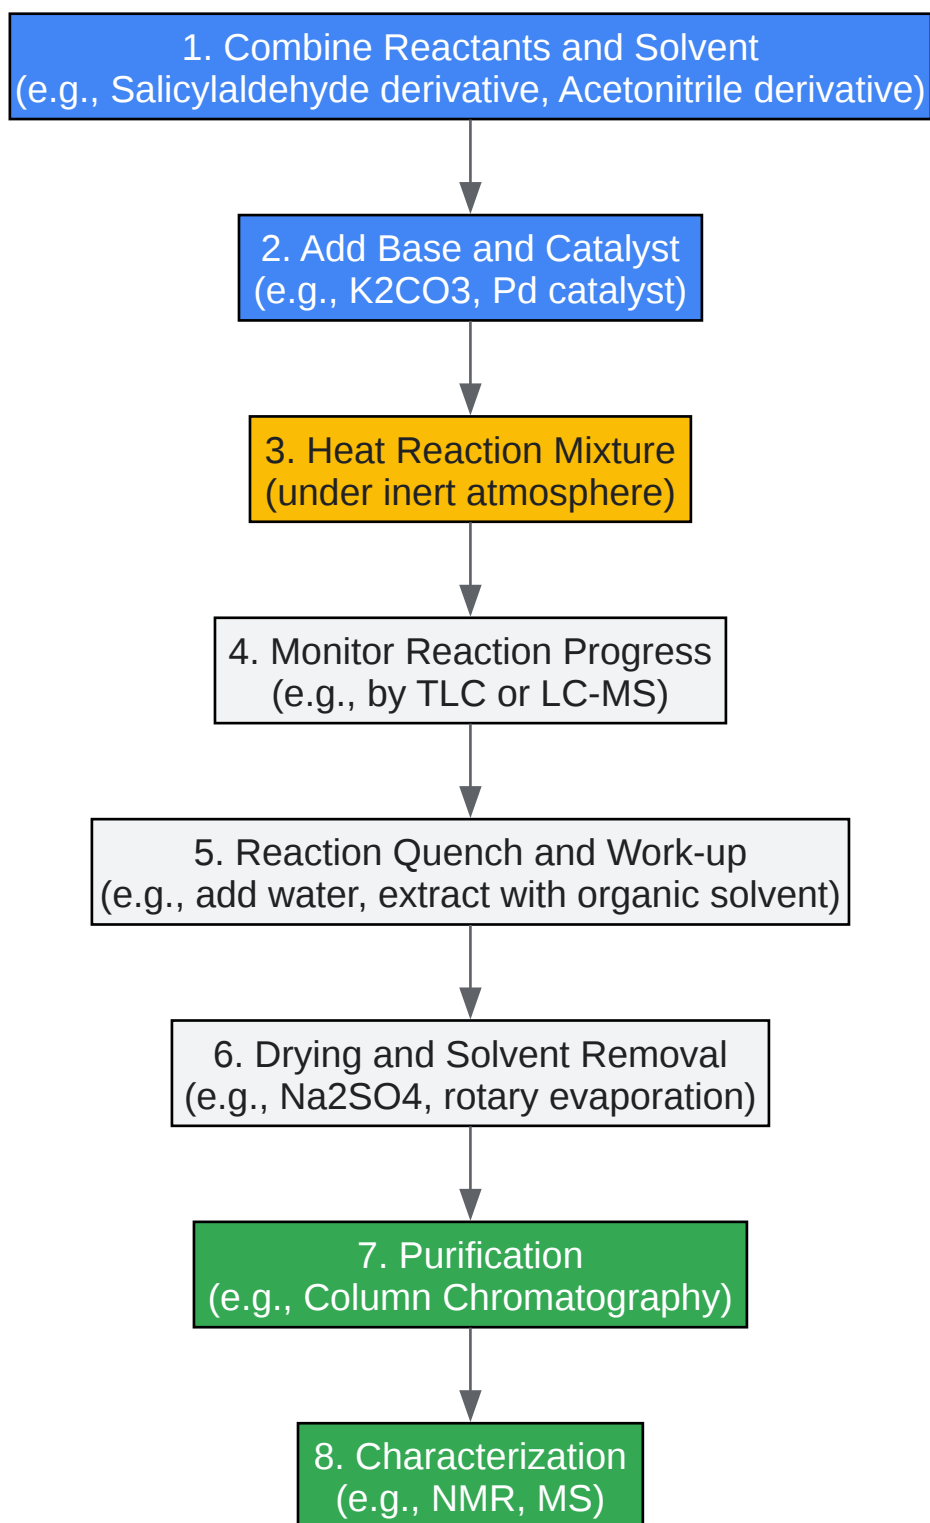 1. Combine Reactants and Solvent
(e.g., Salicylaldehyde derivative, Acetonitrile derivative)
2. Add Base and Catalyst
(e.g., K2CO3, Pd catalyst)
3. Heat Reaction Mixture
(under inert atmosphere)
4. Monitor Reaction Progress
(e.g., by TLC or LC-MS)
5. Reaction Quench and Work-up
(e.g., add water, extract with organic solvent)
6. Drying and Solvent Removal
(e.g., Na2SO4, rotary evaporation)
7. Purification
(e.g., Column Chromatography)
8. Characterization
(e.g., NMR, MS)